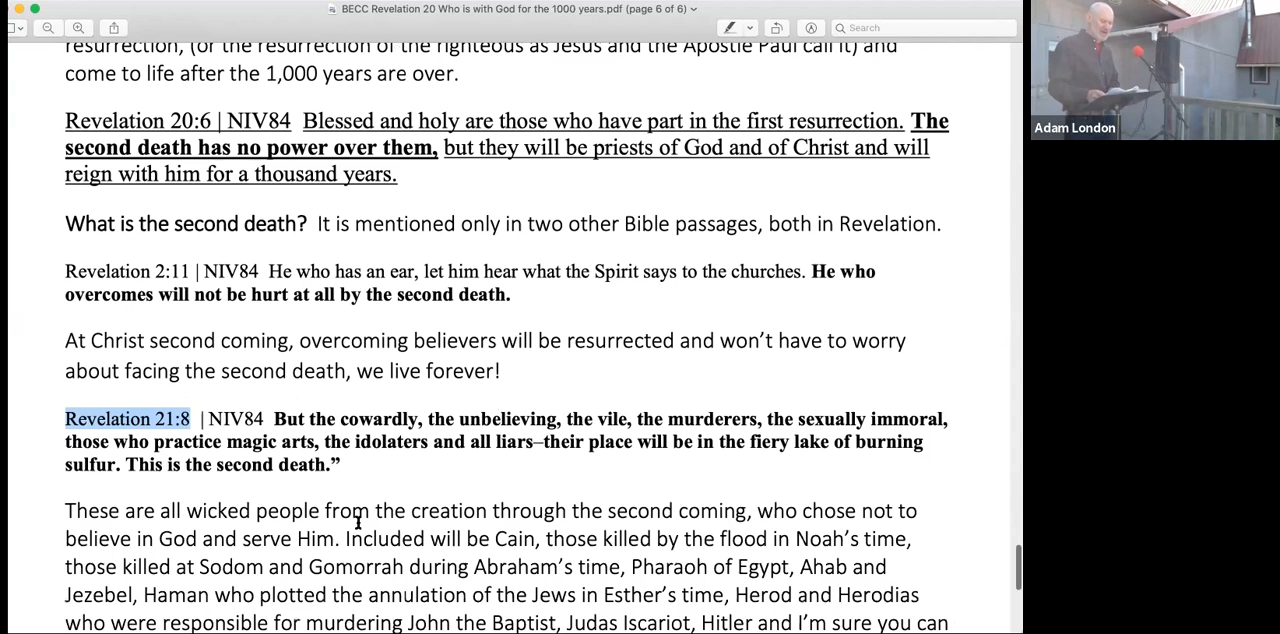 BECC Revelation 20 Who is with God for the 1000 years.pdf (page 6 of 6)
Search
resurrection, (or the resurrection of the righteous as Jesus and the Apostle Paul call it) and
come to life after the 1,000 years are over.
Revelation 20:6 | NIV84 Blessed and holy are those who have part in the first resurrection. The
second death has no power over them, but they will be priests of God and of Christ and will
reign with him for a thousand years.
What is the second death? It is mentioned only in two other Bible passages, both in Revelation.
Revelation 2:11 | NIV84 He who has an ear, let him hear what the Spirit says to the churches. He who
overcomes will not be hurt at all by the second death.
At Christ second coming, overcoming believers will be resurrected and won’t have to worry
about facing the second death, we live forever!
Revelation 21:8 | NIV84 But the cowardly, the unbelieving, the vile, the murderers, the sexually immoral,
those who practice magic arts, the idolaters and all liars–their place will be in the fiery lake of burning
sulfur. This is the second death.”
These are all wicked people from the creation through the second coming, who chose not to
believe in God and serve Him. Included will be Cain, those killed by the flood in Noah’s time,
those killed at Sodom and Gomorrah during Abraham’s time, Pharaoh of Egypt, Ahab and
Jezebel, Haman who plotted the annulation of the Jews in Esther’s time, Herod and Herodias
who were responsible for murdering John the Baptist, Judas Iscariot, Hitler and I’m sure you can
Adam London